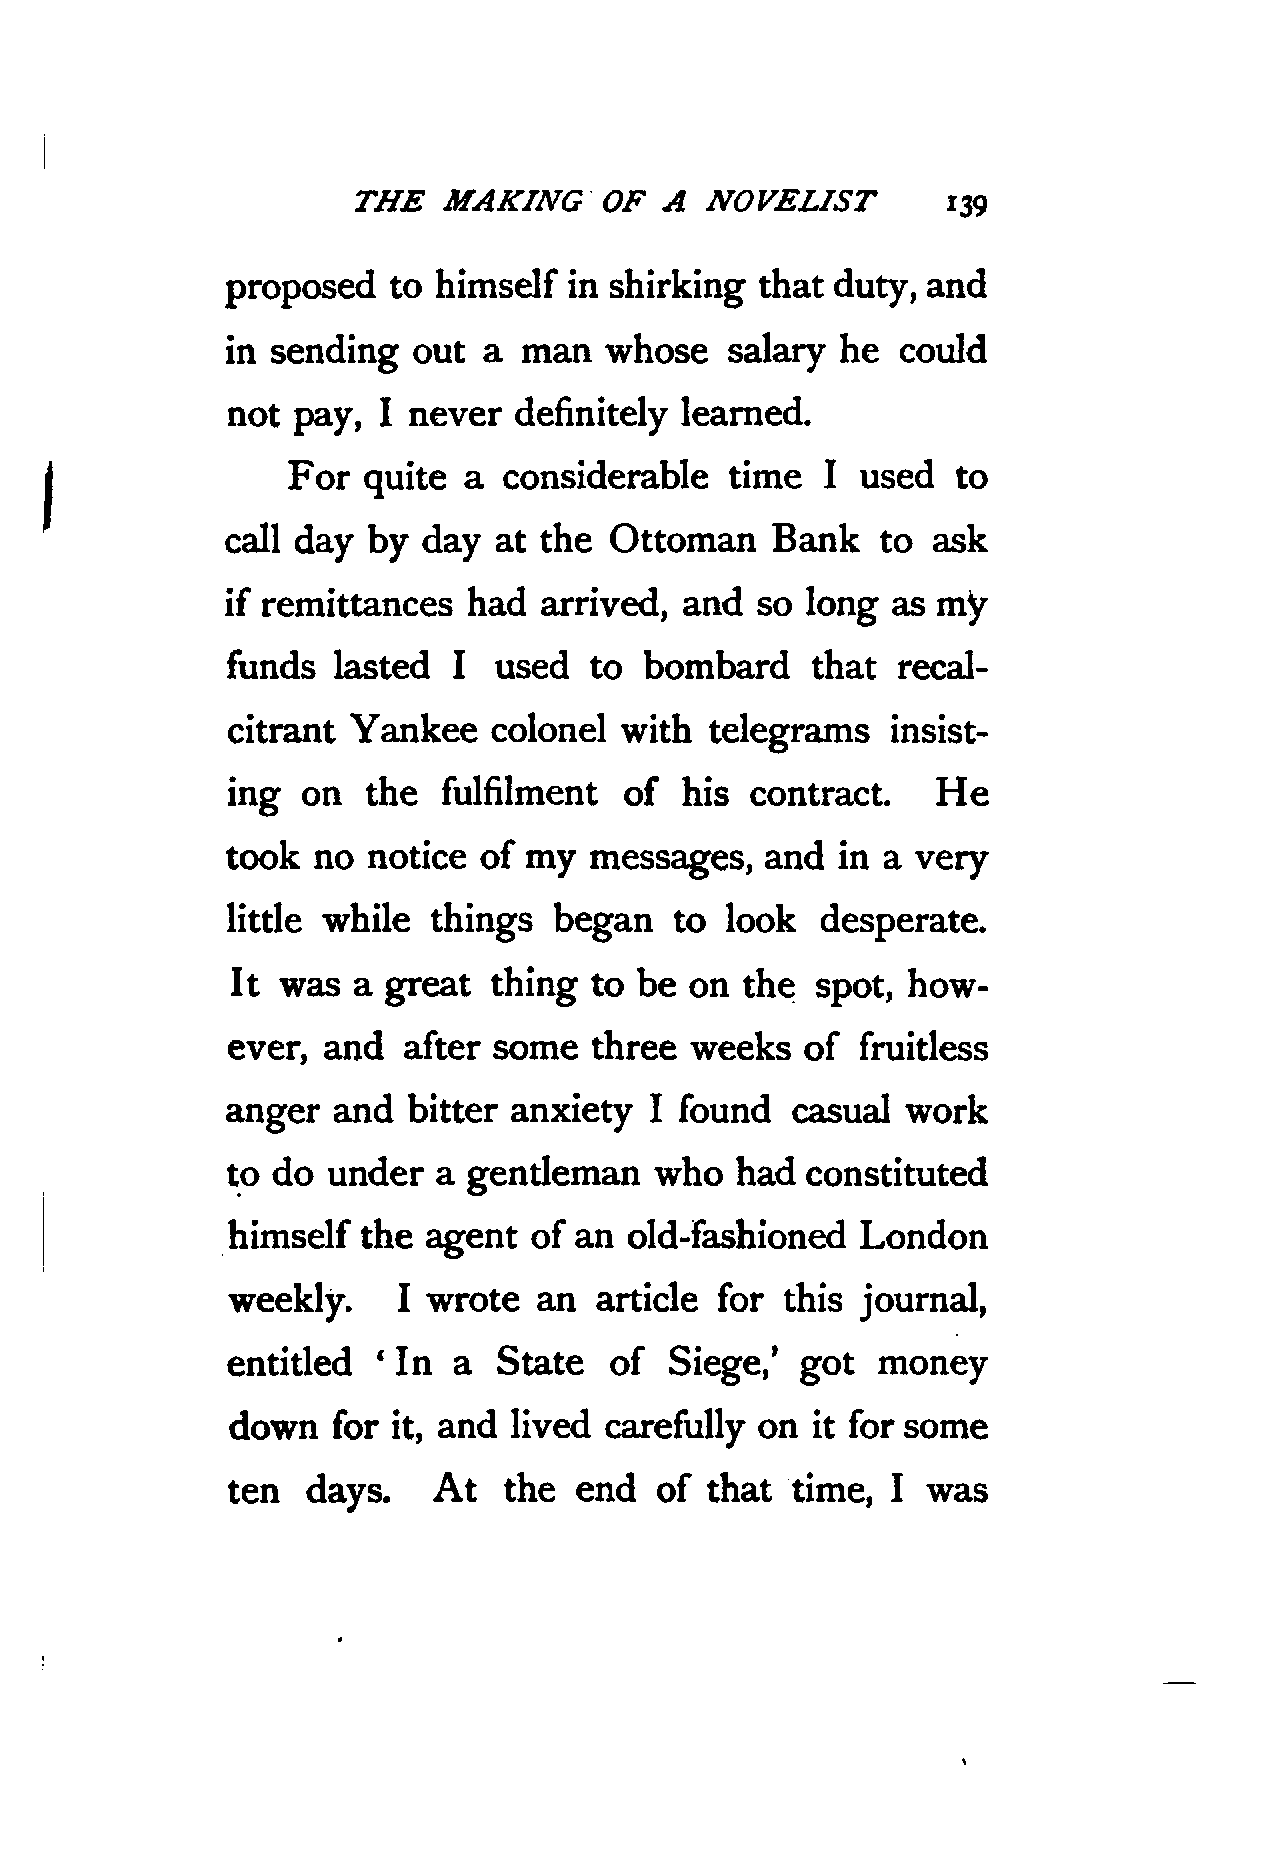 THE MAKING OF A NOVELIST 139
proposed to himself in shirking that duty, and
in sending out a man whose salary he could
not pay, I never definitely learned.
For quite a considerable time I used to
call day by day at the Ottoman Bank to ask
if remittances had arrived, and so long as my
funds lasted I used to bombard that recal-
citrant Yankee colonel with telegrams insist-
ing on the fulfilment of his contract. He
took no notice of my messages, and in a very
little while things began to look desperate.
It was a great thing to be on the spot, how-
ever, and after some three weeks of fruitless
anger and bitter anxiety I found casual work
to do under a gentleman who had constituted
himself the agent of an old-fashioned London
weekly. I wrote an article for this journal,
entitled ‘In a State of Siege,’ got money
down for it, and lived carefully on it for some
ten days. At the end of that time, I was